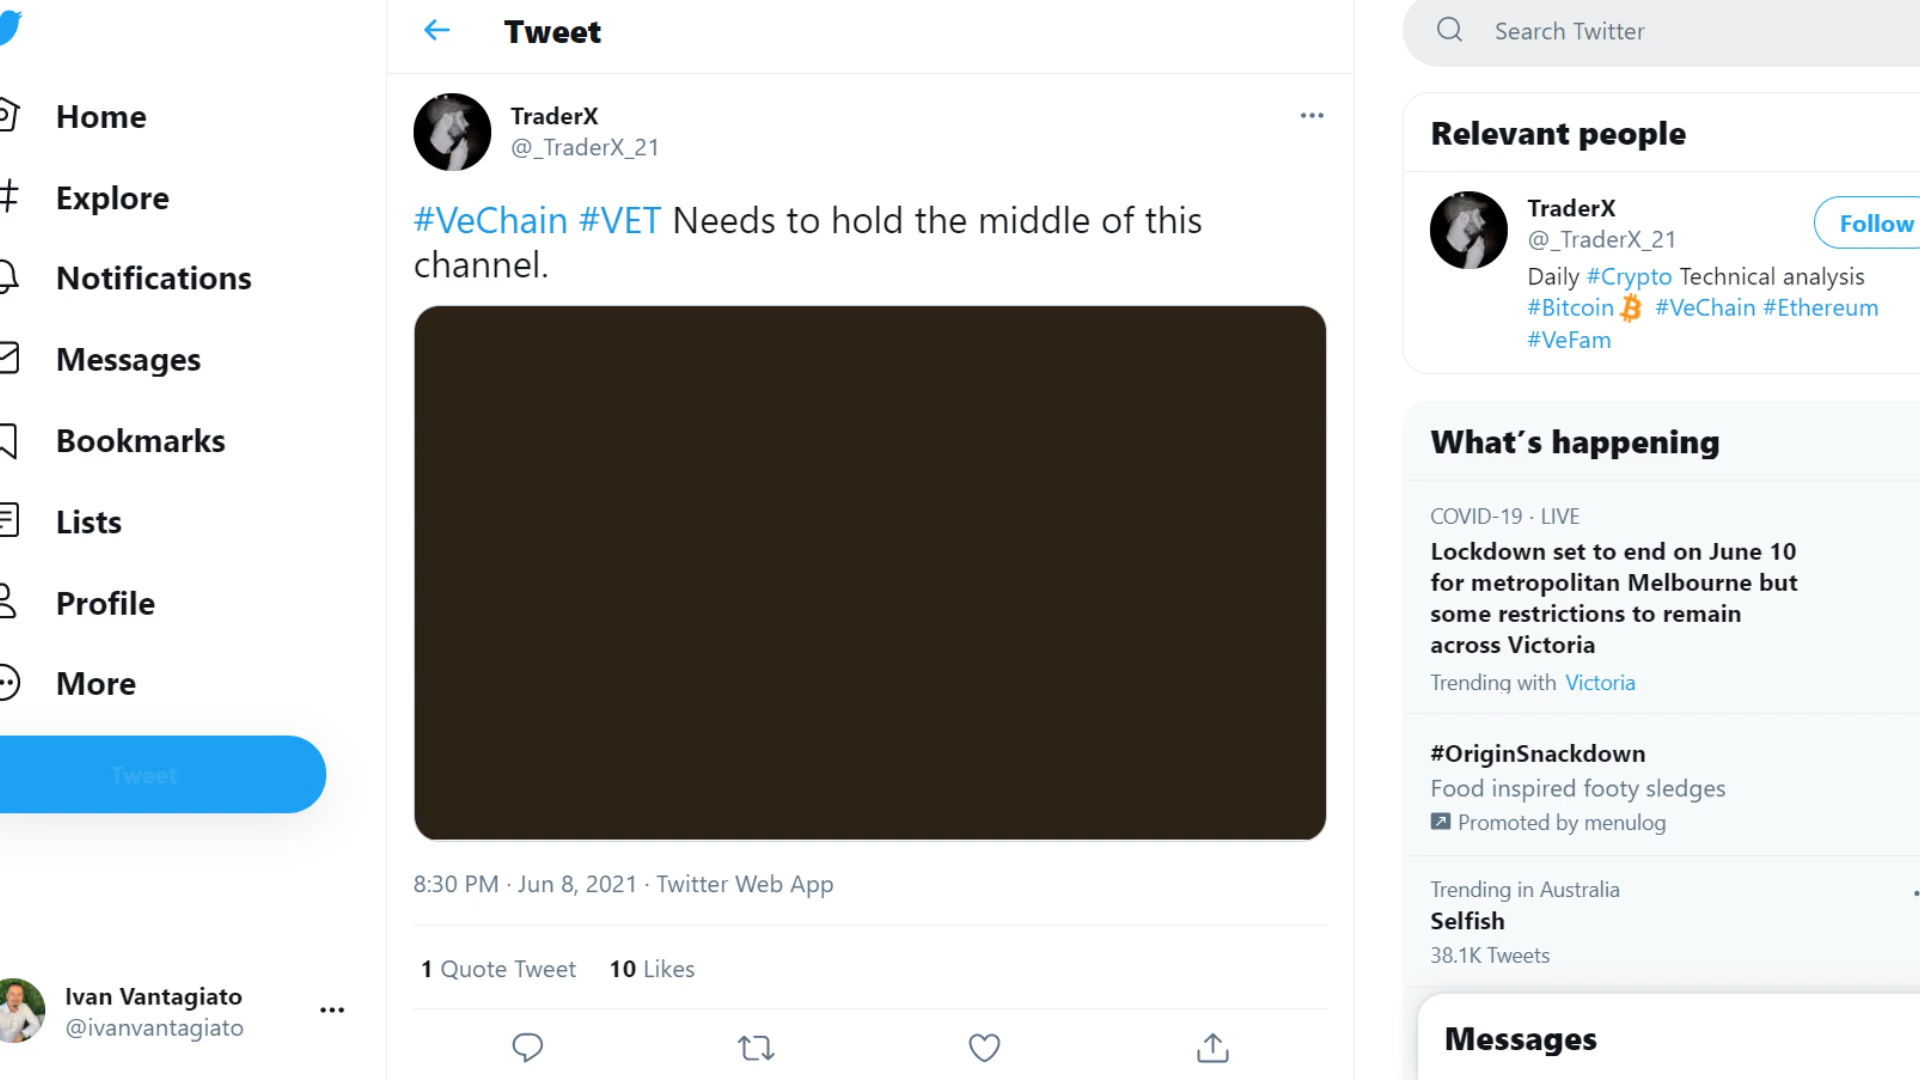 Home
Explore
Notifications
Messages
Bookmarks
Lists
Profile
More
Tweet
Ivan Vantagiato
@ivanvantagiato
Tweet
TraderX
@_TraderX_21
#VeChain #VET Needs to hold the middle of this
channel.
8:30 PM · Jun 8, 2021 · Twitter Web App
1 Quote Tweet 10 Likes
Search Twitter
Relevant people
TraderX
@_TraderX_21
Follow
Daily #Crypto Technical analysis
#Bitcoin #VeChain #Ethereum
#VeFam
What's happening
COVID-19 · LIVE
Lockdown set to end on June 10
for metropolitan Melbourne but
some restrictions to remain
across Victoria
Trending with Victoria
#OriginSnackdown
Food inspired footy sledges
Promoted by menulog
Trending in Australia
Selfish
38.1K Tweets
Messages